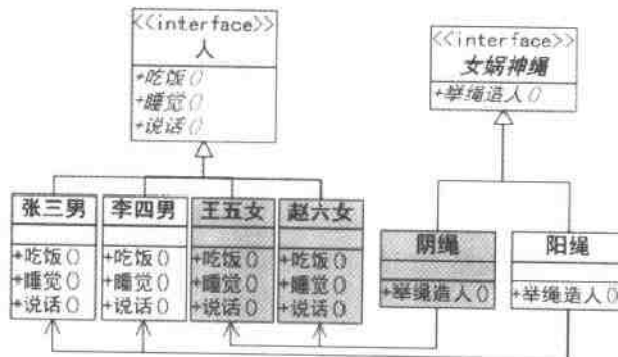 <<interface>>
人
+吃饭()
+睡觉()
+说话()
<<interface>>
女娲神绳
+举绳造人()
张三男
+吃饭()
+睡觉()
+说话()
李四男
+吃饭()
+睡觉()
+说话()
王五女
+吃饭()
+睡觉()
+说话()
赵六女
+吃饭()
+睡觉()
+说话()
阴绳
+举绳造人()
阳绳
+举绳造人()